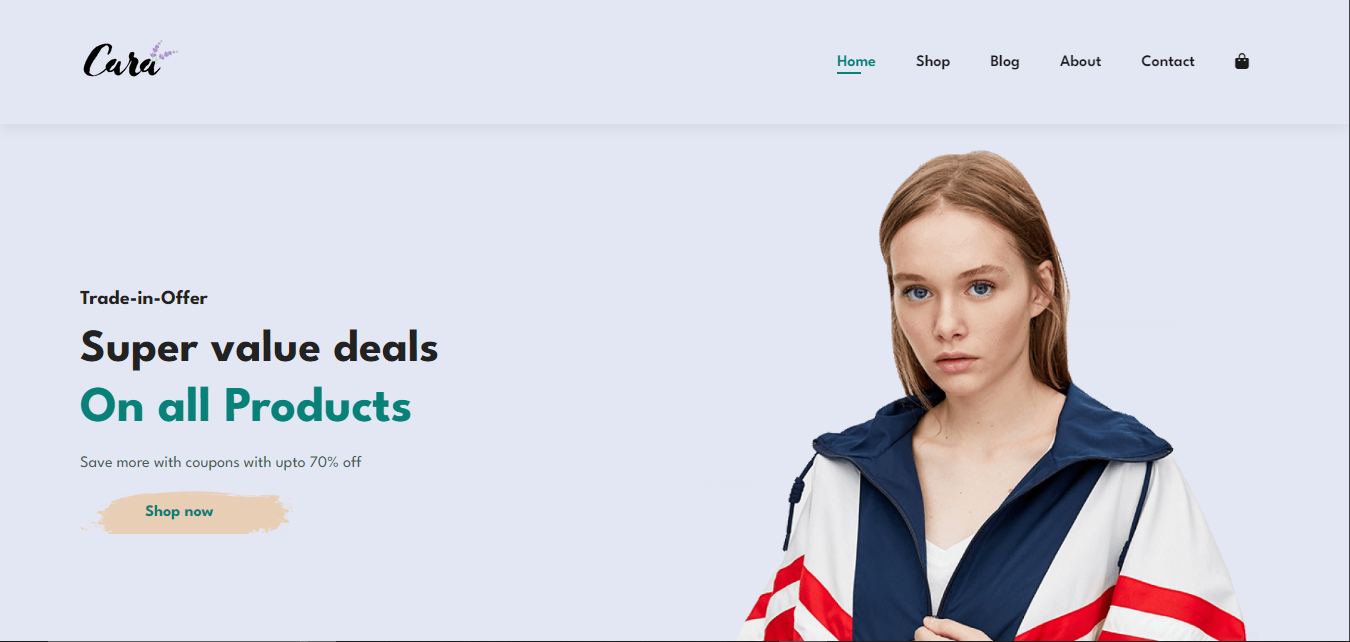 Cara
Home Shop Blog About Contact
Trade-in-Offer
Super value deals
On all Products
Save more with coupons with upto 70% off
Shop now